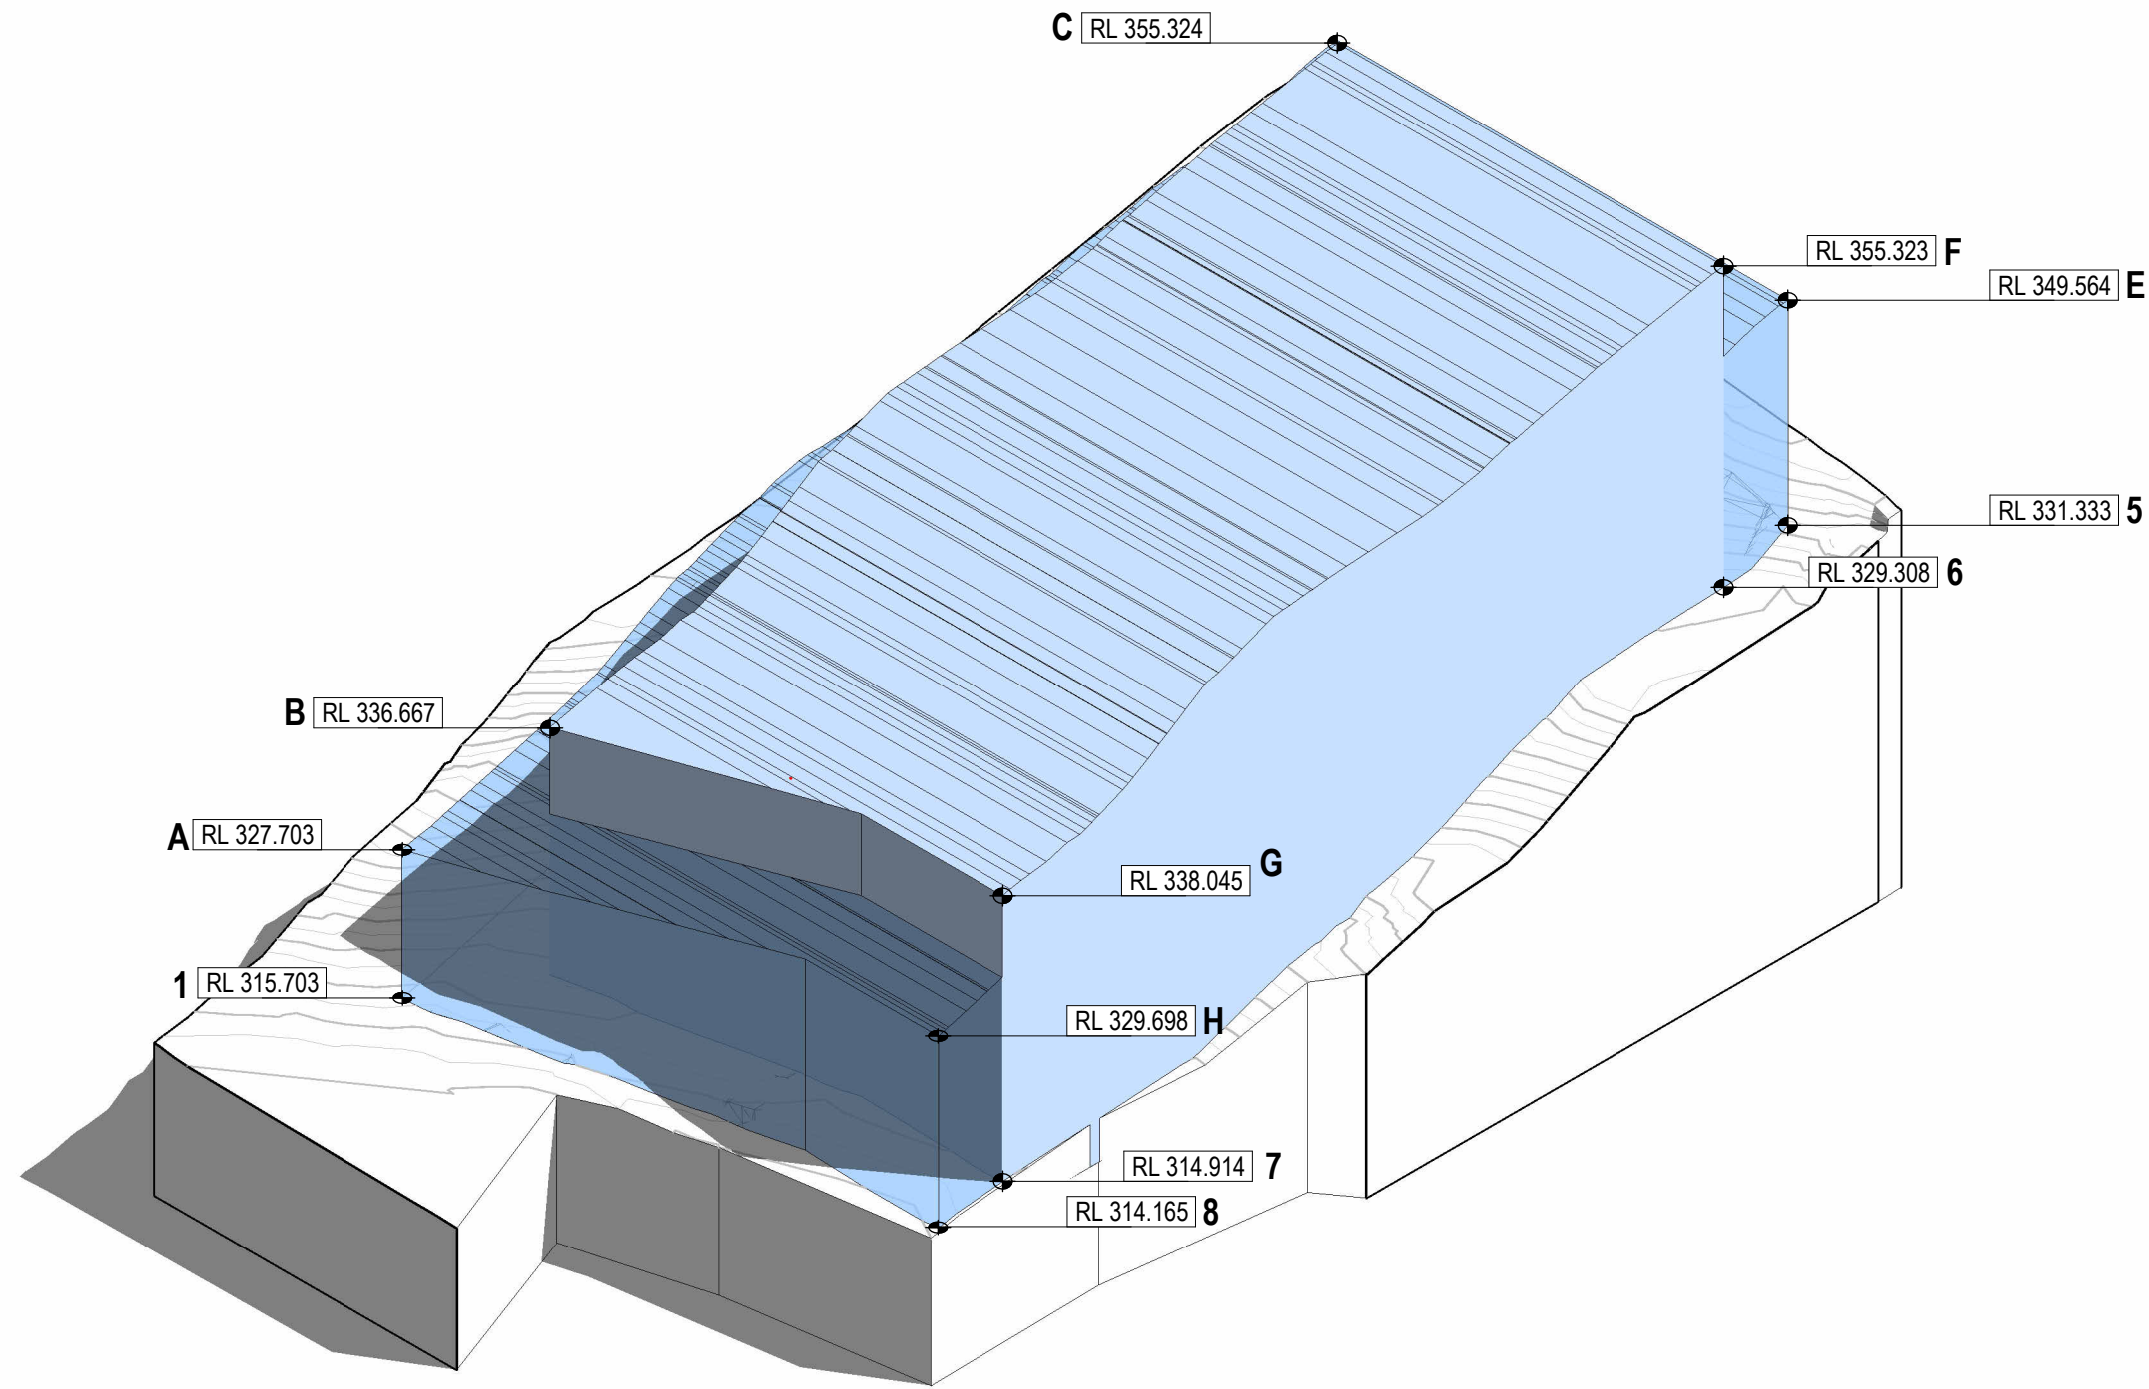 C RL 355.324
RL 355.323 F
RL 349.564 E
RL 331.333 5
RL 329.308 6
B RL 336.667
A RL 327.703
RL 338.045 G
1 RL 315.703
RL 329.698 H
RL 314.914 7
RL 314.165 8